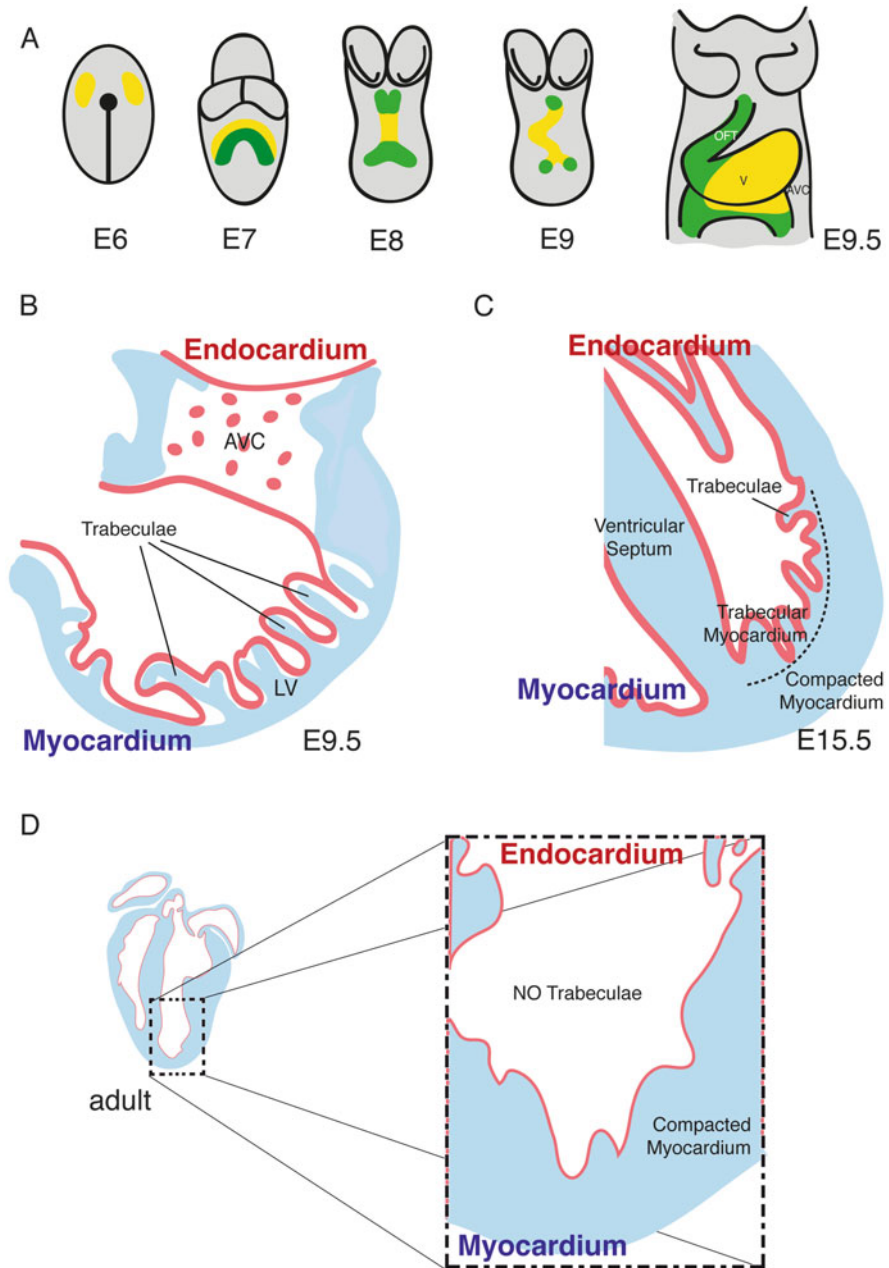 A
OFT
V
AVC
E6
E7
E8
E9
E9.5
B
Endocardium
AVC
Trabeculae
LV
Myocardium
E9.5
C
Endocardium
Trabeculae
Ventricular
Septum
Trabecular
Myocardium
Compacted
Myocardium
Myocardium
E15.5
D
adult
Endocardium
NO Trabeculae
Compacted
Myocardium
Myocardium